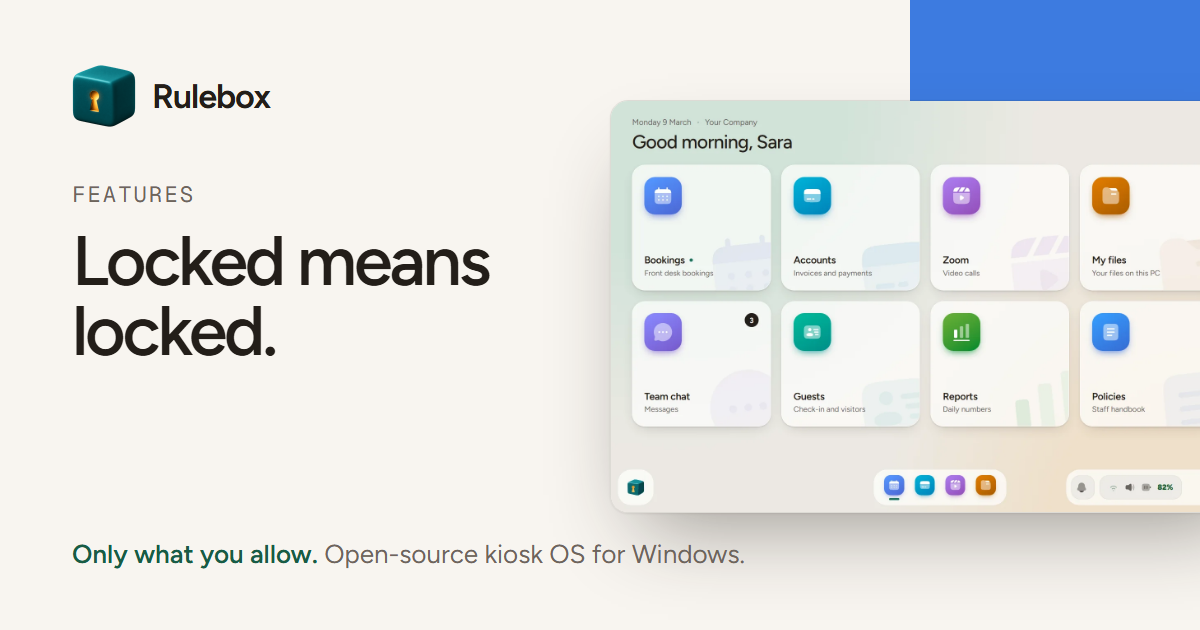 Rulebox
FEATURES
Locked means
locked.
Monday 9 March · Your Company
Good morning, Sara
Bookings •
Front desk bookings
Accounts
Invoices and payments
Zoom
Video calls
My files
Your files on this PC
3
Team chat
Messages
Guests
Check-in and visitors
Reports
Daily numbers
Policies
Staff handbook
82%
Only what you allow. Open-source kiosk OS for Windows.